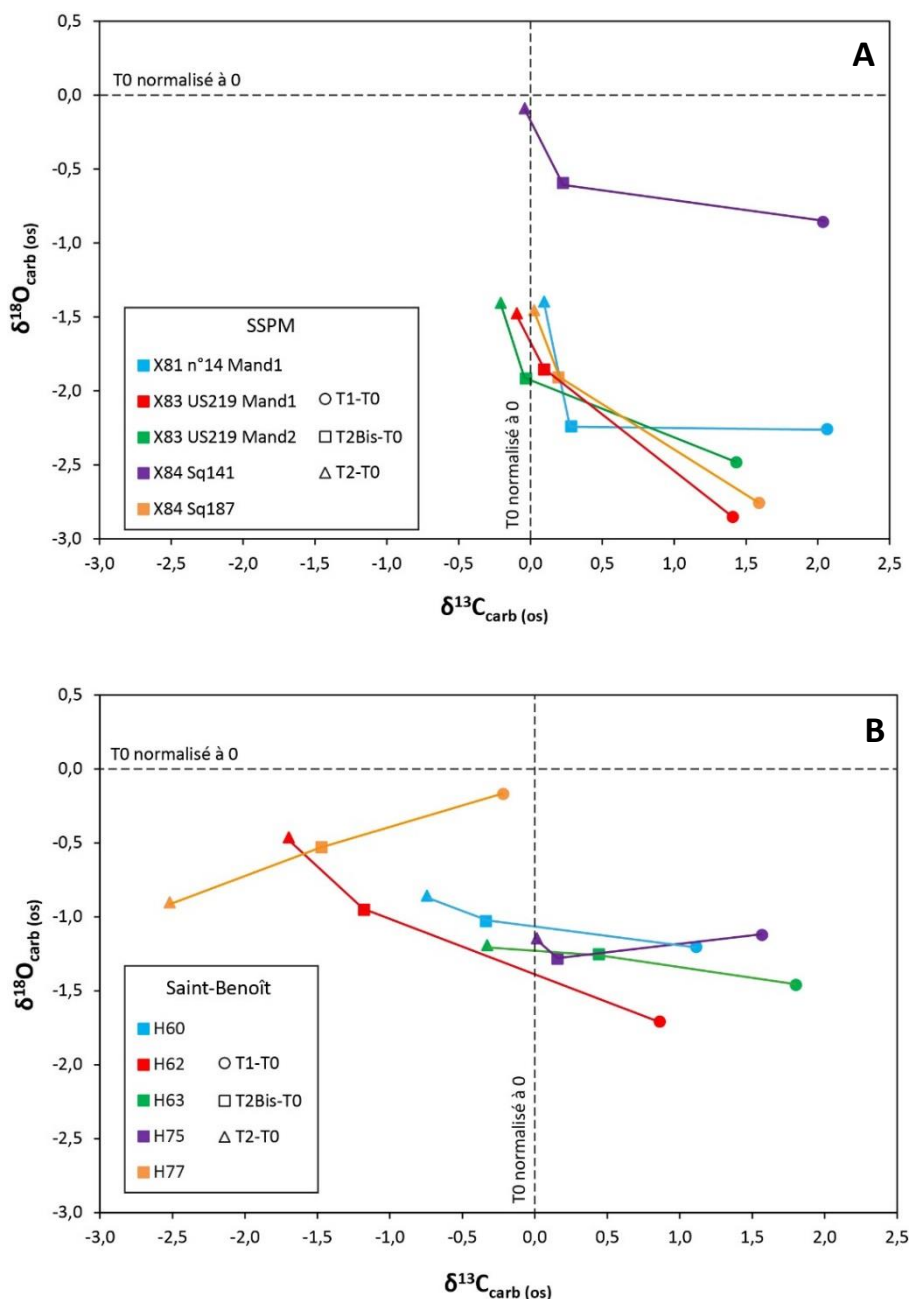 A
0,5
T0 normalisé à 0
0,0
-0,5
-1,0
-1,5
-2,0
-2,5
-3,0
δ18Ocarb (os)
SSPM
X81 n°14 Mand1
X83 US219 Mand1
T1-T0
X83 US219 Mand2
T2Bis-T0
X84 Sq141
T2-T0
X84 Sq187
T0 normalisé à 0
-3,0 -2,5 -2,0 -1,5 -1,0 -0,5 0,0 0,5 1,0 1,5 2,0 2,5
δ13Ccarb (os)
B
0,5
T0 normalisé à 0
0,0
-0,5
-1,0
-1,5
-2,0
-2,5
-3,0
δ18Ocarb (os)
Saint-Benoît
H60
H62
T1-T0
H63
T2Bis-T0
H75
T2-T0
H77
T0 normalisé à 0
-3,0 -2,5 -2,0 -1,5 -1,0 -0,5 0,0 0,5 1,0 1,5 2,0 2,5
δ13Ccarb (os)